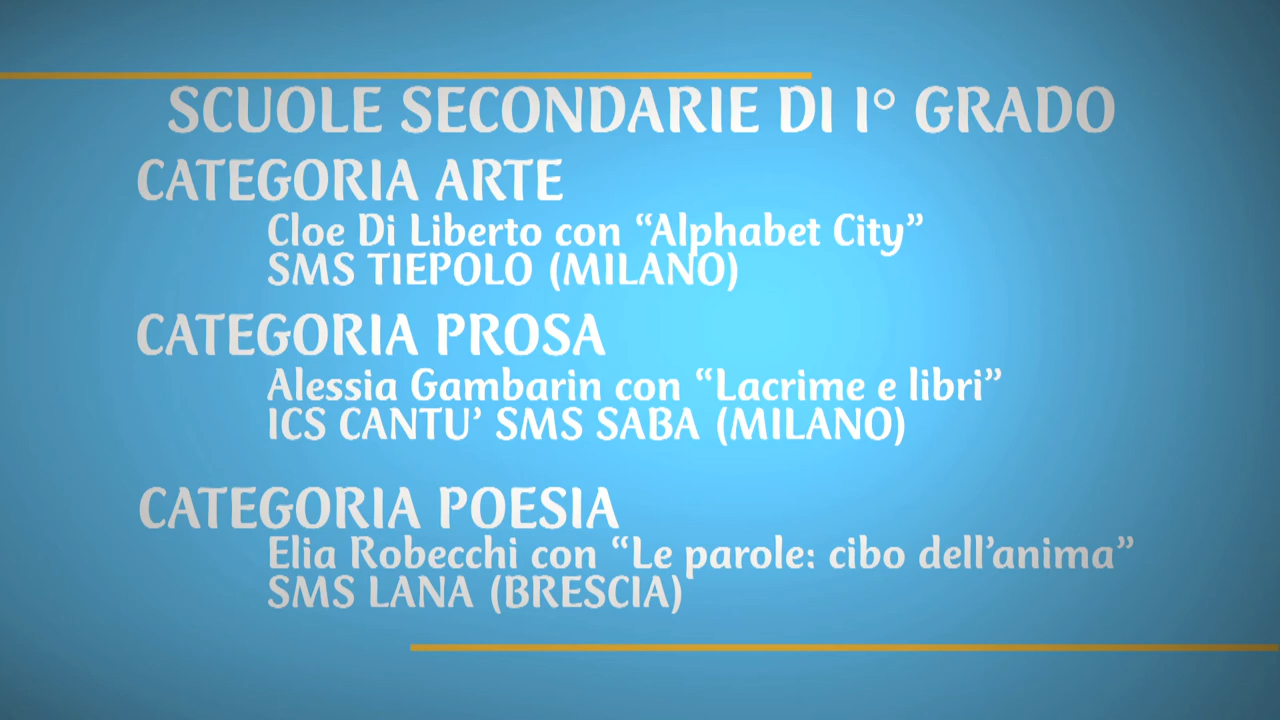 SCUOLE SECONDARIE DI I° GRADO
CATEGORIA ARTE
Cloe Di Liberto con “Alphabet City”
SMS TIEPOLO (MILANO)
CATEGORIA PROSA
Alessia Gambarin con “Lacrime e libri”
ICS CANTU’ SMS SABA (MILANO)
CATEGORIA POESIA
Elia Robecchi con “Le parole: cibo dell’anima”
SMS LANA (BRESCIA)